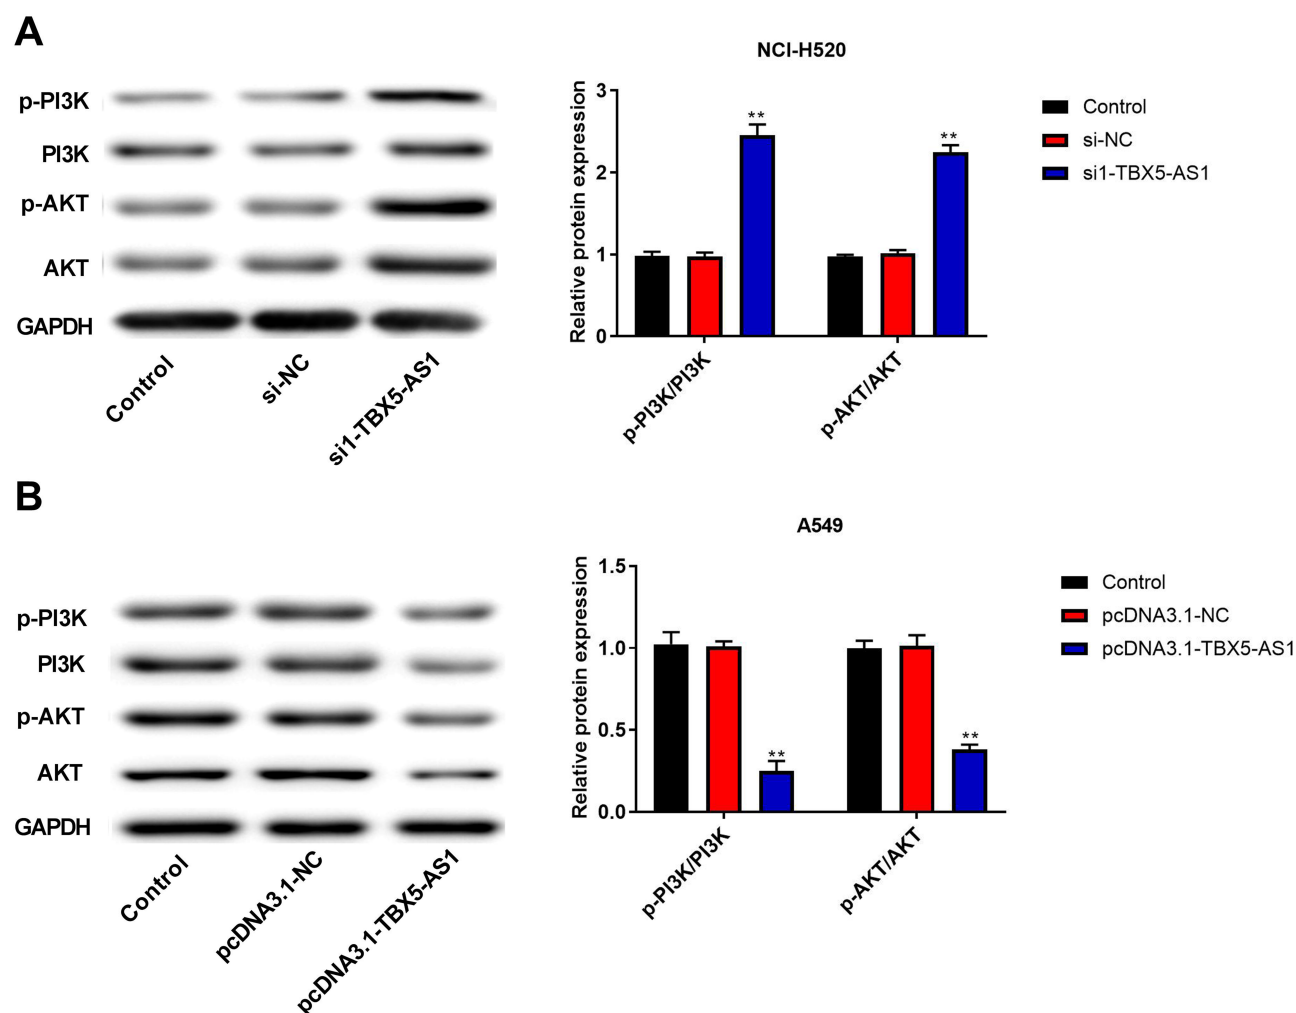 A
p-PI3K
PI3K
p-AKT
AKT
GAPDH
Control
si-NC
si1-TBX5-AS1
NCI-H520
Relative protein expression
3
2
1
0
**
**
p-PI3K/PI3K
p-AKT/AKT
Control
si-NC
si1-TBX5-AS1
B
p-PI3K
PI3K
p-AKT
AKT
GAPDH
Control
pcDNA3.1-NC
pcDNA3.1-TBX5-AS1
A549
Relative protein expression
1.5
1.0
0.5
0.0
**
**
p-PI3K/PI3K
p-AKT/AKT
Control
pcDNA3.1-NC
pcDNA3.1-TBX5-AS1